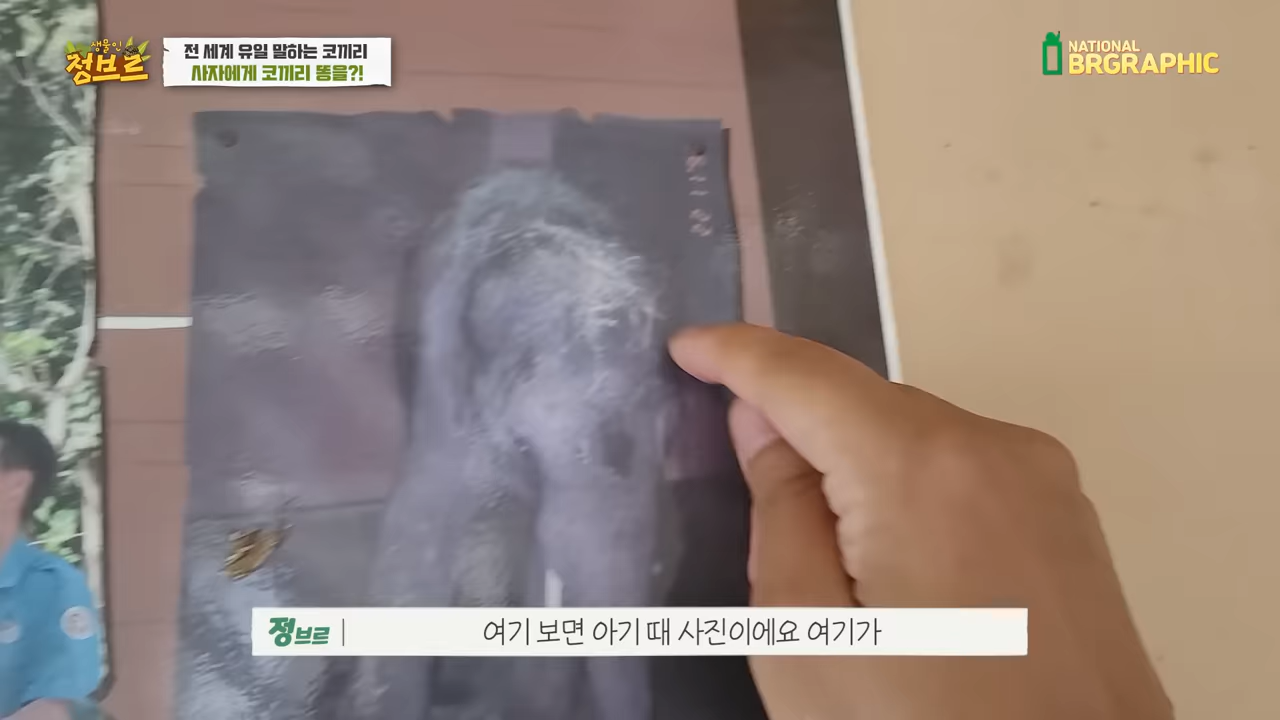 생물인
정브르
전 세계 유일 말하는 코끼리
사자에게 코끼리 똥을?!
NATIONAL
BRGRAPHIC
정브르 | 여기 보면 아기 때 사진이에요 여기가